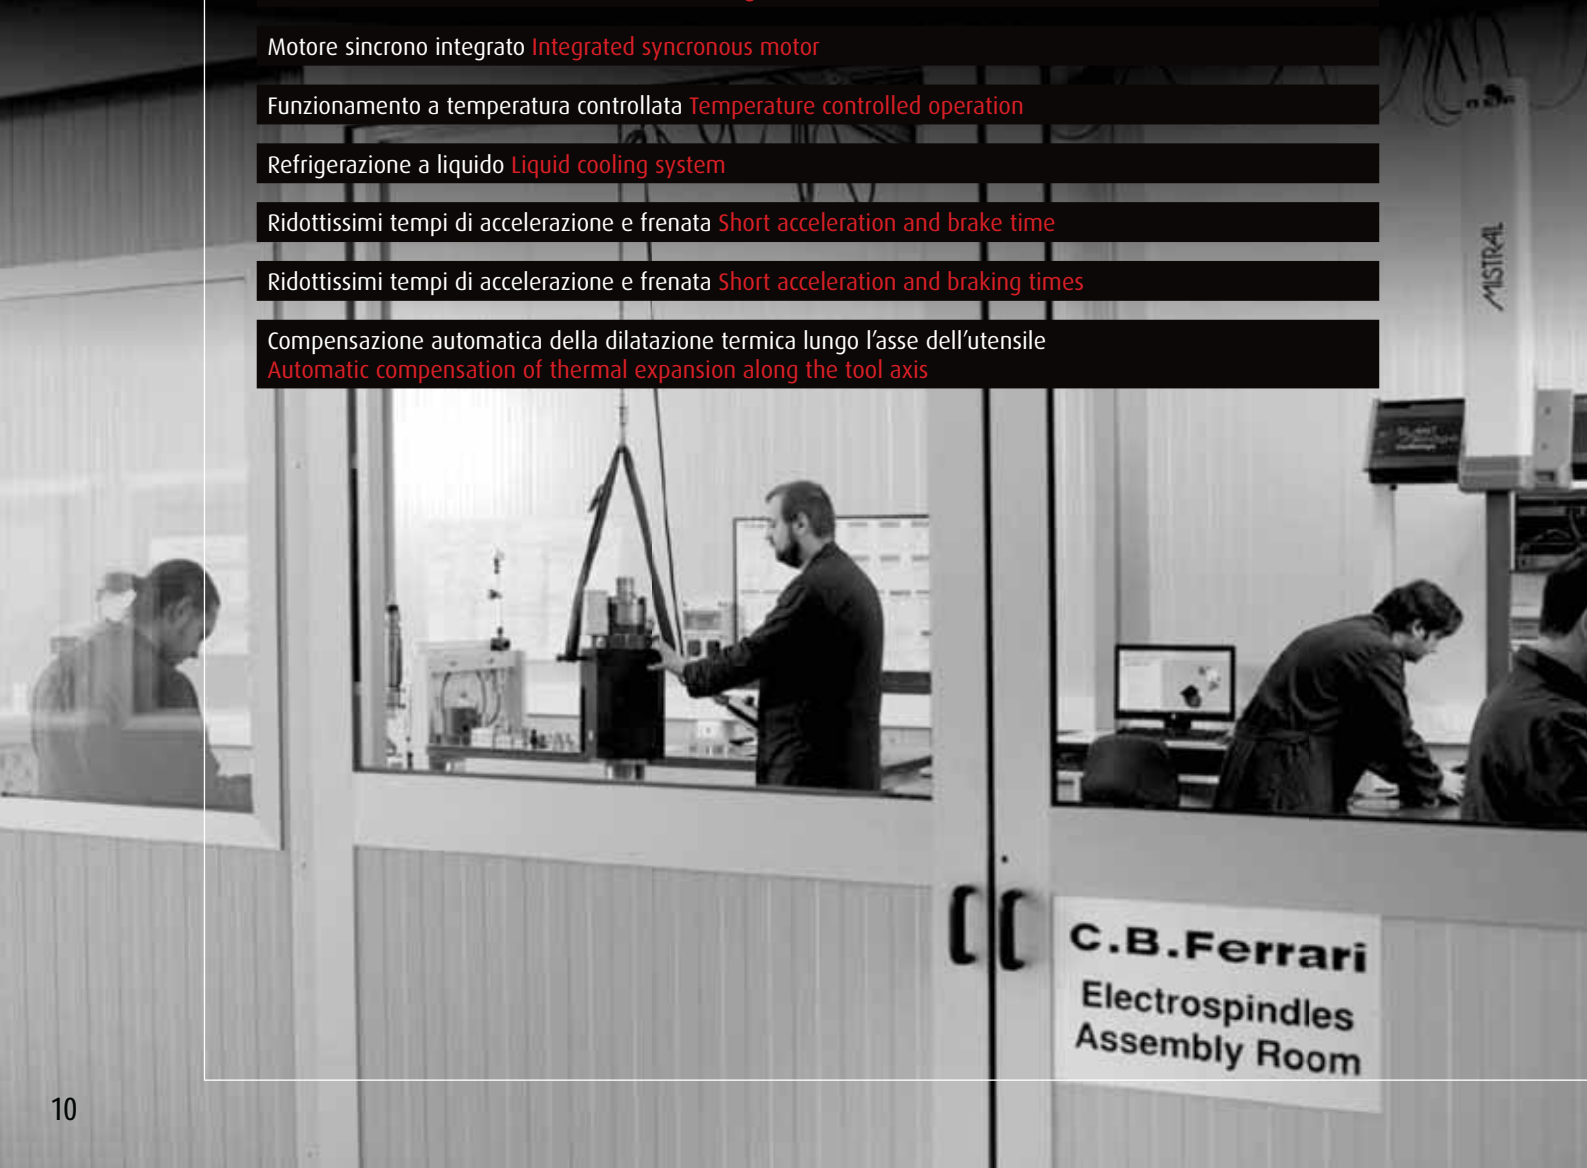 Motore sincrono integrato Integrated syncronous motor
Funzionamento a temperatura controllata Temperature controlled operation
Refrigerazione a liquido Liquid cooling system
Ridottissimi tempi di accelerazione e frenata Short acceleration and brake time
Ridottissimi tempi di accelerazione e frenata Short acceleration and braking times
Compensazione automatica della dilatazione termica lungo l'asse dell'utensile
Automatic compensation of thermal expansion along the tool axis
MISTRAL
C.B.Ferrari
Electrospindles
Assembly Room
10